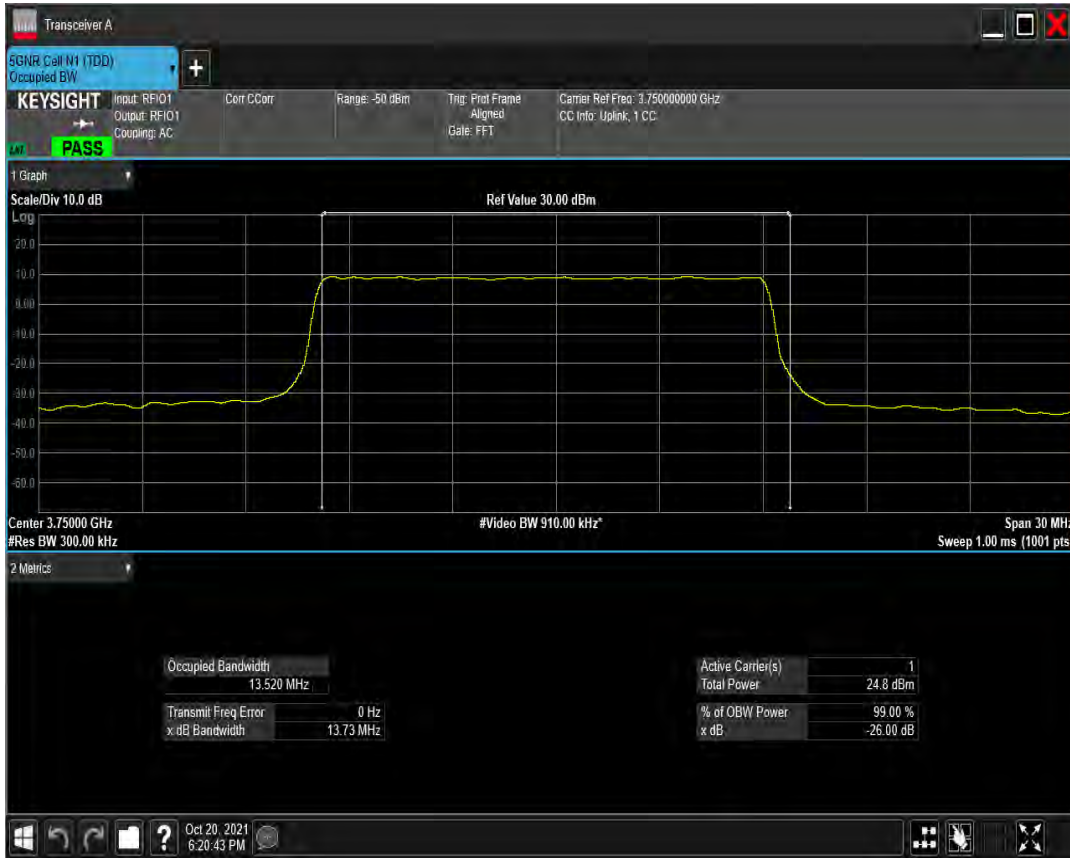 Transceiver A
5GNR Cell N1 (TDD)
Occupied BW
+
KEYSIGHT
Input: RFIO1
Output: RFIO1
Coupling: AC
Corr CCorr
Range: -50 dBm
Trig: Prot Frame
Aligned
Gate: FFT
Carrier Ref Freq: 3.750000000 GHz
CC Info: Uplink, 1 CC
PASS
1 Graph
Scale/Div 10.0 dB
Ref Value 30.00 dBm
Log
20.0
10.0
0.00
-10.0
-20.0
-30.0
-40.0
-50.0
-60.0
Center 3.75000 GHz
#Video BW 910.00 kHz*
Span 30 MHz
#Res BW 300.00 kHz
Sweep 1.00 ms (1001 pts
2 Metrics
Occupied Bandwidth
13.520 MHz
Transmit Freq Error 0 Hz
x dB Bandwidth 13.73 MHz
Active Carrier(s) 1
Total Power 24.8 dBm
% of OBW Power 99.00 %
x dB -26.00 dB
?
Oct 20, 2021
6:20:43 PM